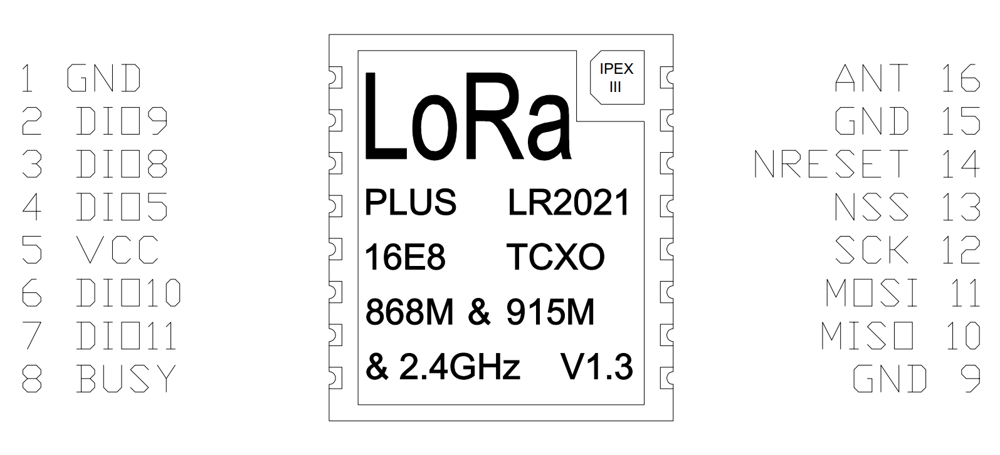 1 GND
2 DIO9
3 DIO8
4 DIO5
5 VCC
6 DIO10
7 DIO11
8 BUSY
IPEX
III
LoRa
PLUS LR2021
16E8 TCXO
868M & 915M
& 2.4GHz V1.3
ANT 16
GND 15
NRESET 14
NSS 13
SCK 12
MOSI 11
MISO 10
GND 9